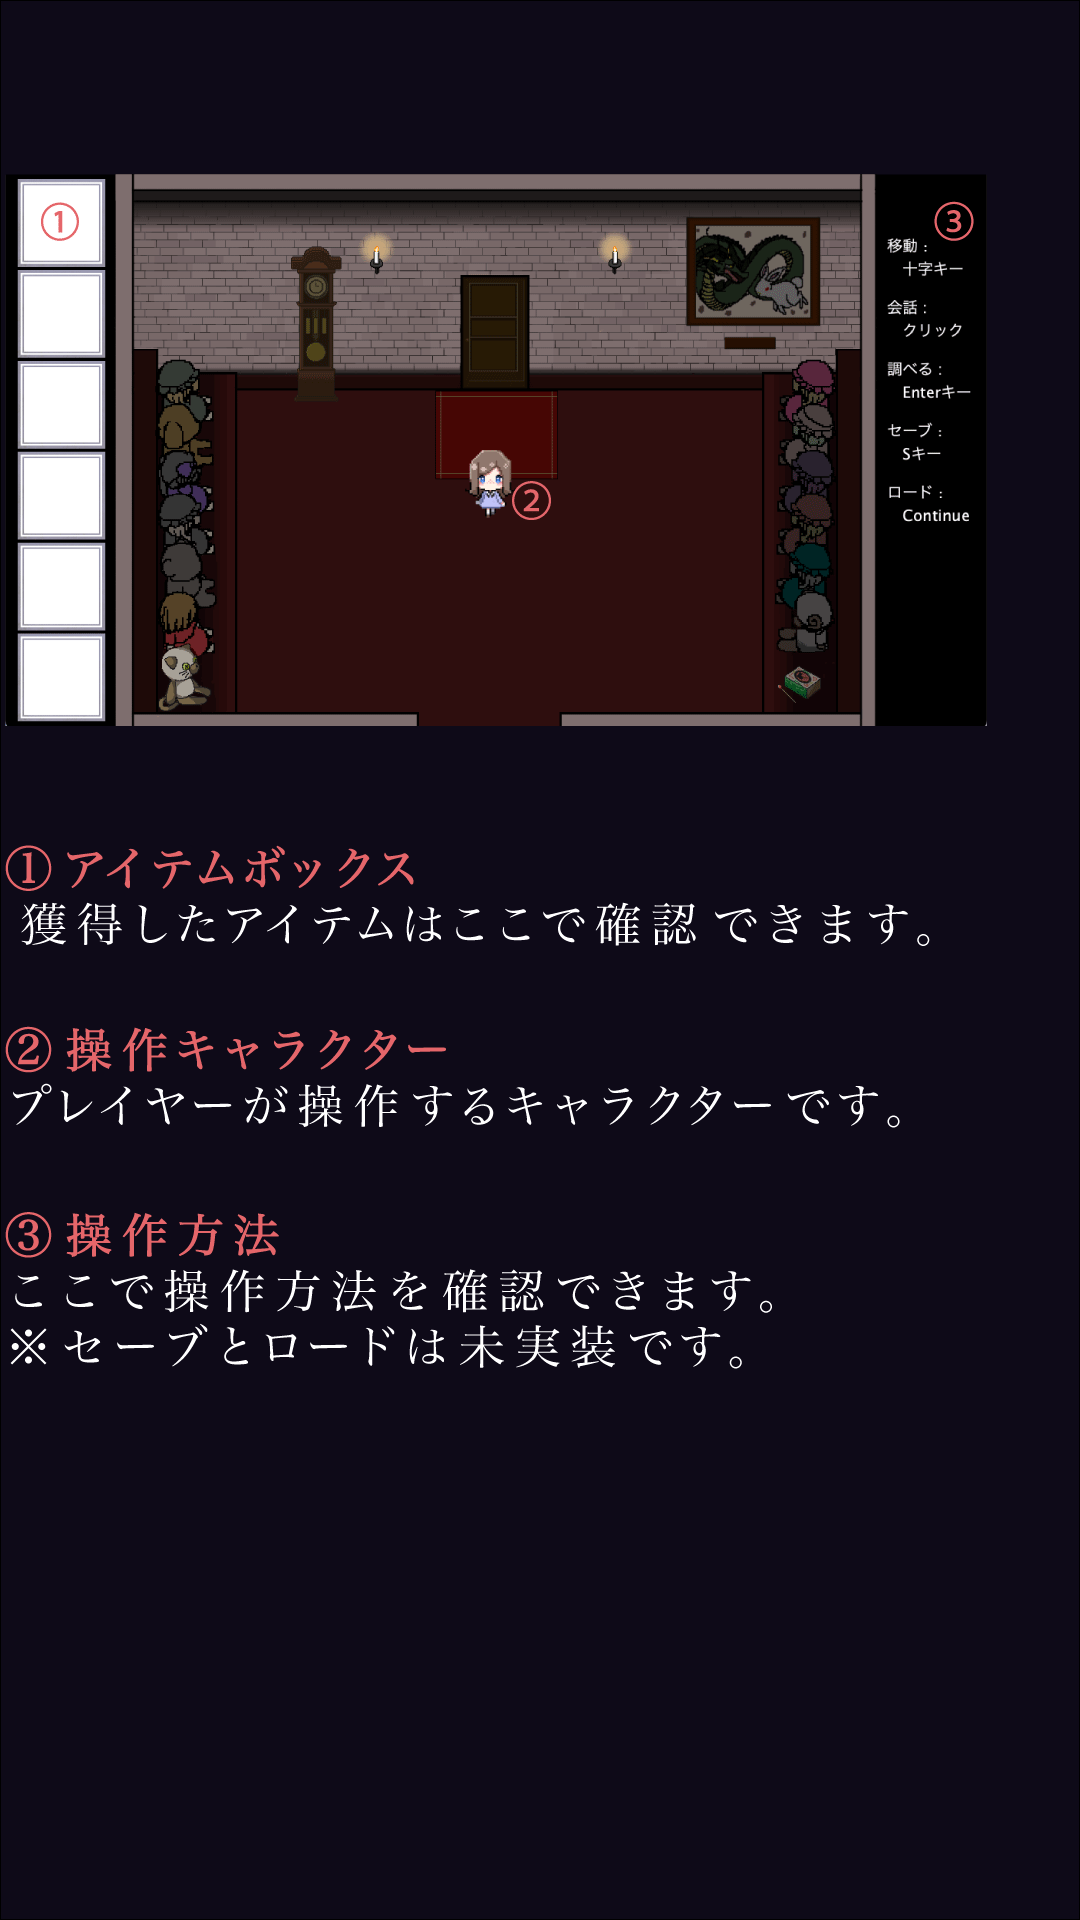 ①
②
③
移動：
十字キー
会話：
クリック
調べる：
Enterキー
セーブ：
Sキー
ロード：
Continue
① アイテムボックス
獲得したアイテムはここで確認できます。
② 操作キャラクター
プレイヤーが操作するキャラクターです。
③ 操作方法
ここで操作方法を確認できます。
※セーブとロードは未実装です。